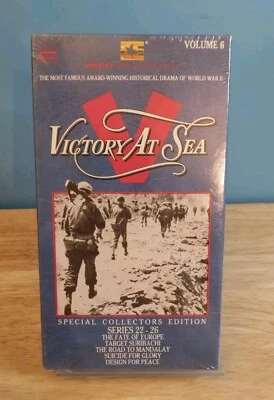 VOLUME 6
THE MOST FAMOUS AWARD-WINNING HISTORICAL DRAMA OF WORLD WAR II
V
VICTORY AT SEA
SPECIAL COLLECTORS EDITION
SERIES 22 - 26
THE FATE OF EUROPE
TARGET SURIBACHI
THE ROAD TO MANDALAY
SUICIDE FOR GLORY
DESIGN FOR PEACE